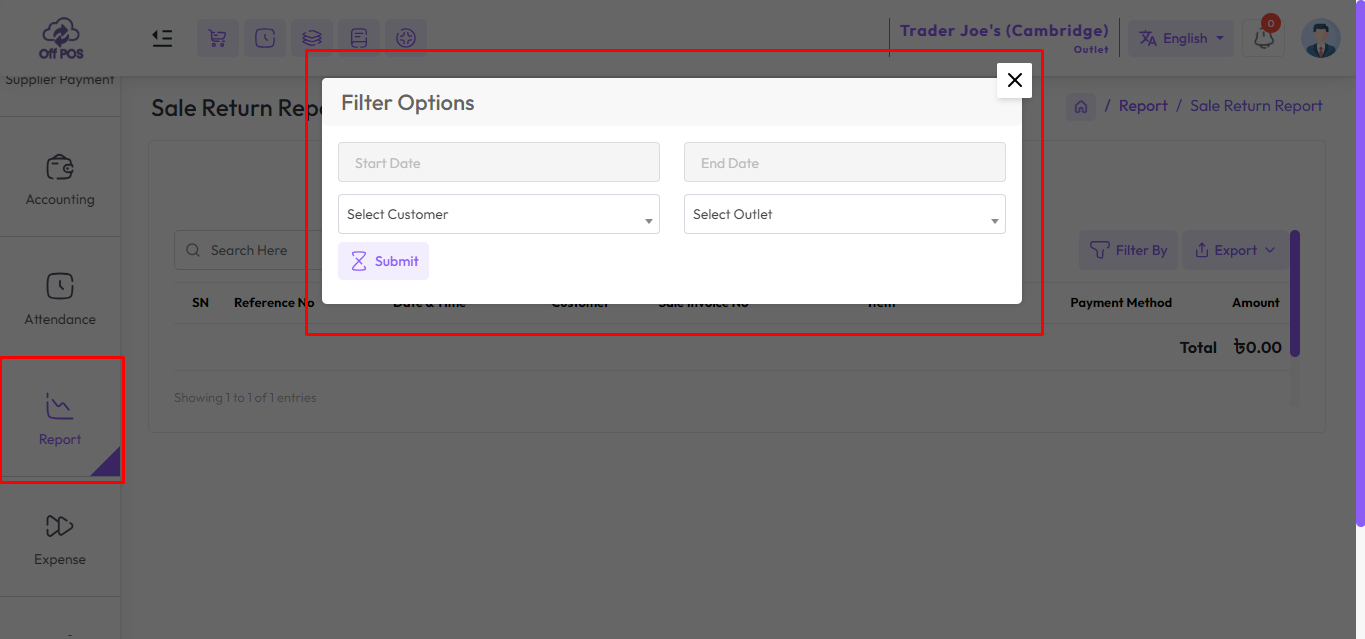 Off POS
Trader Joe's (Cambridge)
Outlet
English
0
Supplier Payment
Accounting
Attendance
Report
Expense
Sale Return Repo
/ Report / Sale Return Report
Filter Options
Start Date
End Date
Select Customer
Select Outlet
Submit
Search Here
Filter By
Export
SN
Reference No
Date & Time
Customer
Sale Invoice No
Item
Payment Method
Amount
Total ৳0.00
Showing 1 to 1 of 1 entries